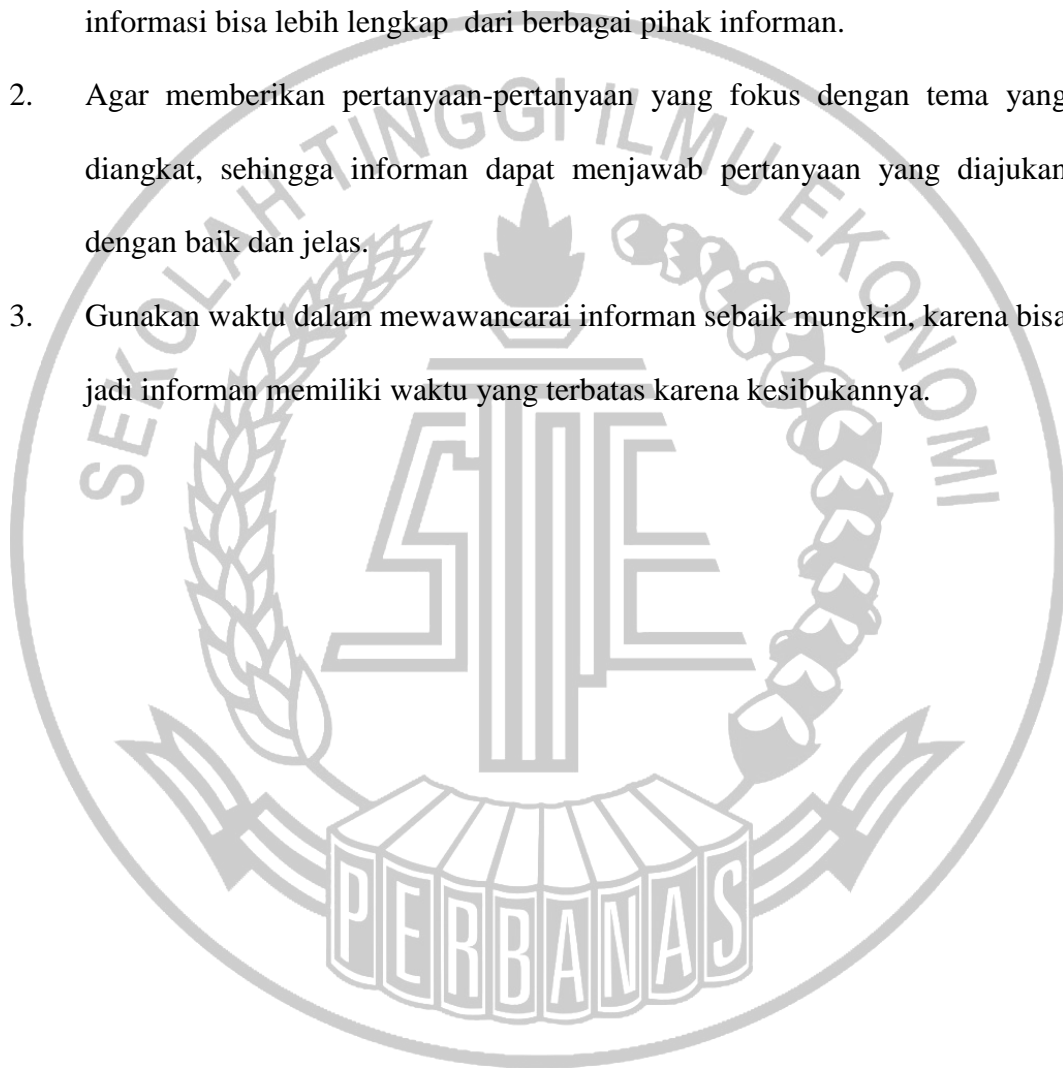 informasi bisa lebih lengkap dari berbagai pihak informan.
2. Agar memberikan pertanyaan-pertanyaan yang fokus dengan tema yang
diangkat, sehingga informan dapat menjawab pertanyaan yang diajukan
dengan baik dan jelas.
3. Gunakan waktu dalam mewawancarai informan sebaik mungkin, karena bisa
jadi informan memiliki waktu yang terbatas karena kesibukannya.
SEKOLAH TINGGI ILMU EKONOMI
PERBANAS